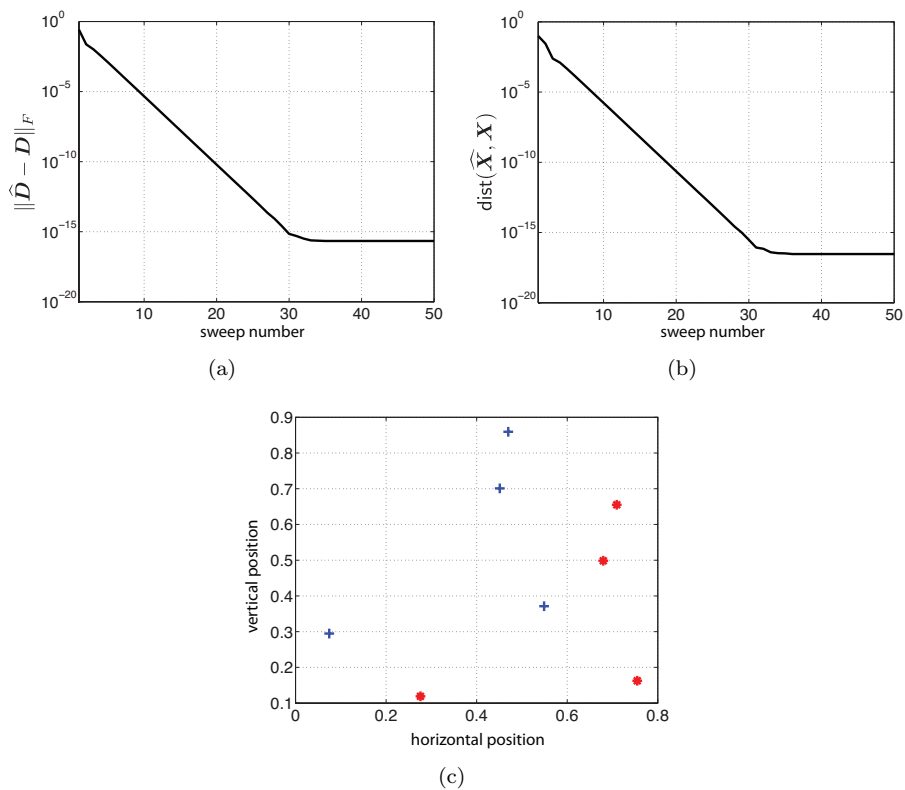 10^0
10^-5
10^-10
10^-15
10^-20
10 20 30 40 50
‖D̂ − D‖_F
sweep number
(a)
10^0
10^-5
10^-10
10^-15
10^-20
10 20 30 40 50
dist(X̂, X)
sweep number
(b)
0.9
0.8
0.7
0.6
0.5
0.4
0.3
0.2
0.1
0 0.2 0.4 0.6 0.8
vertical position
horizontal position
(c)